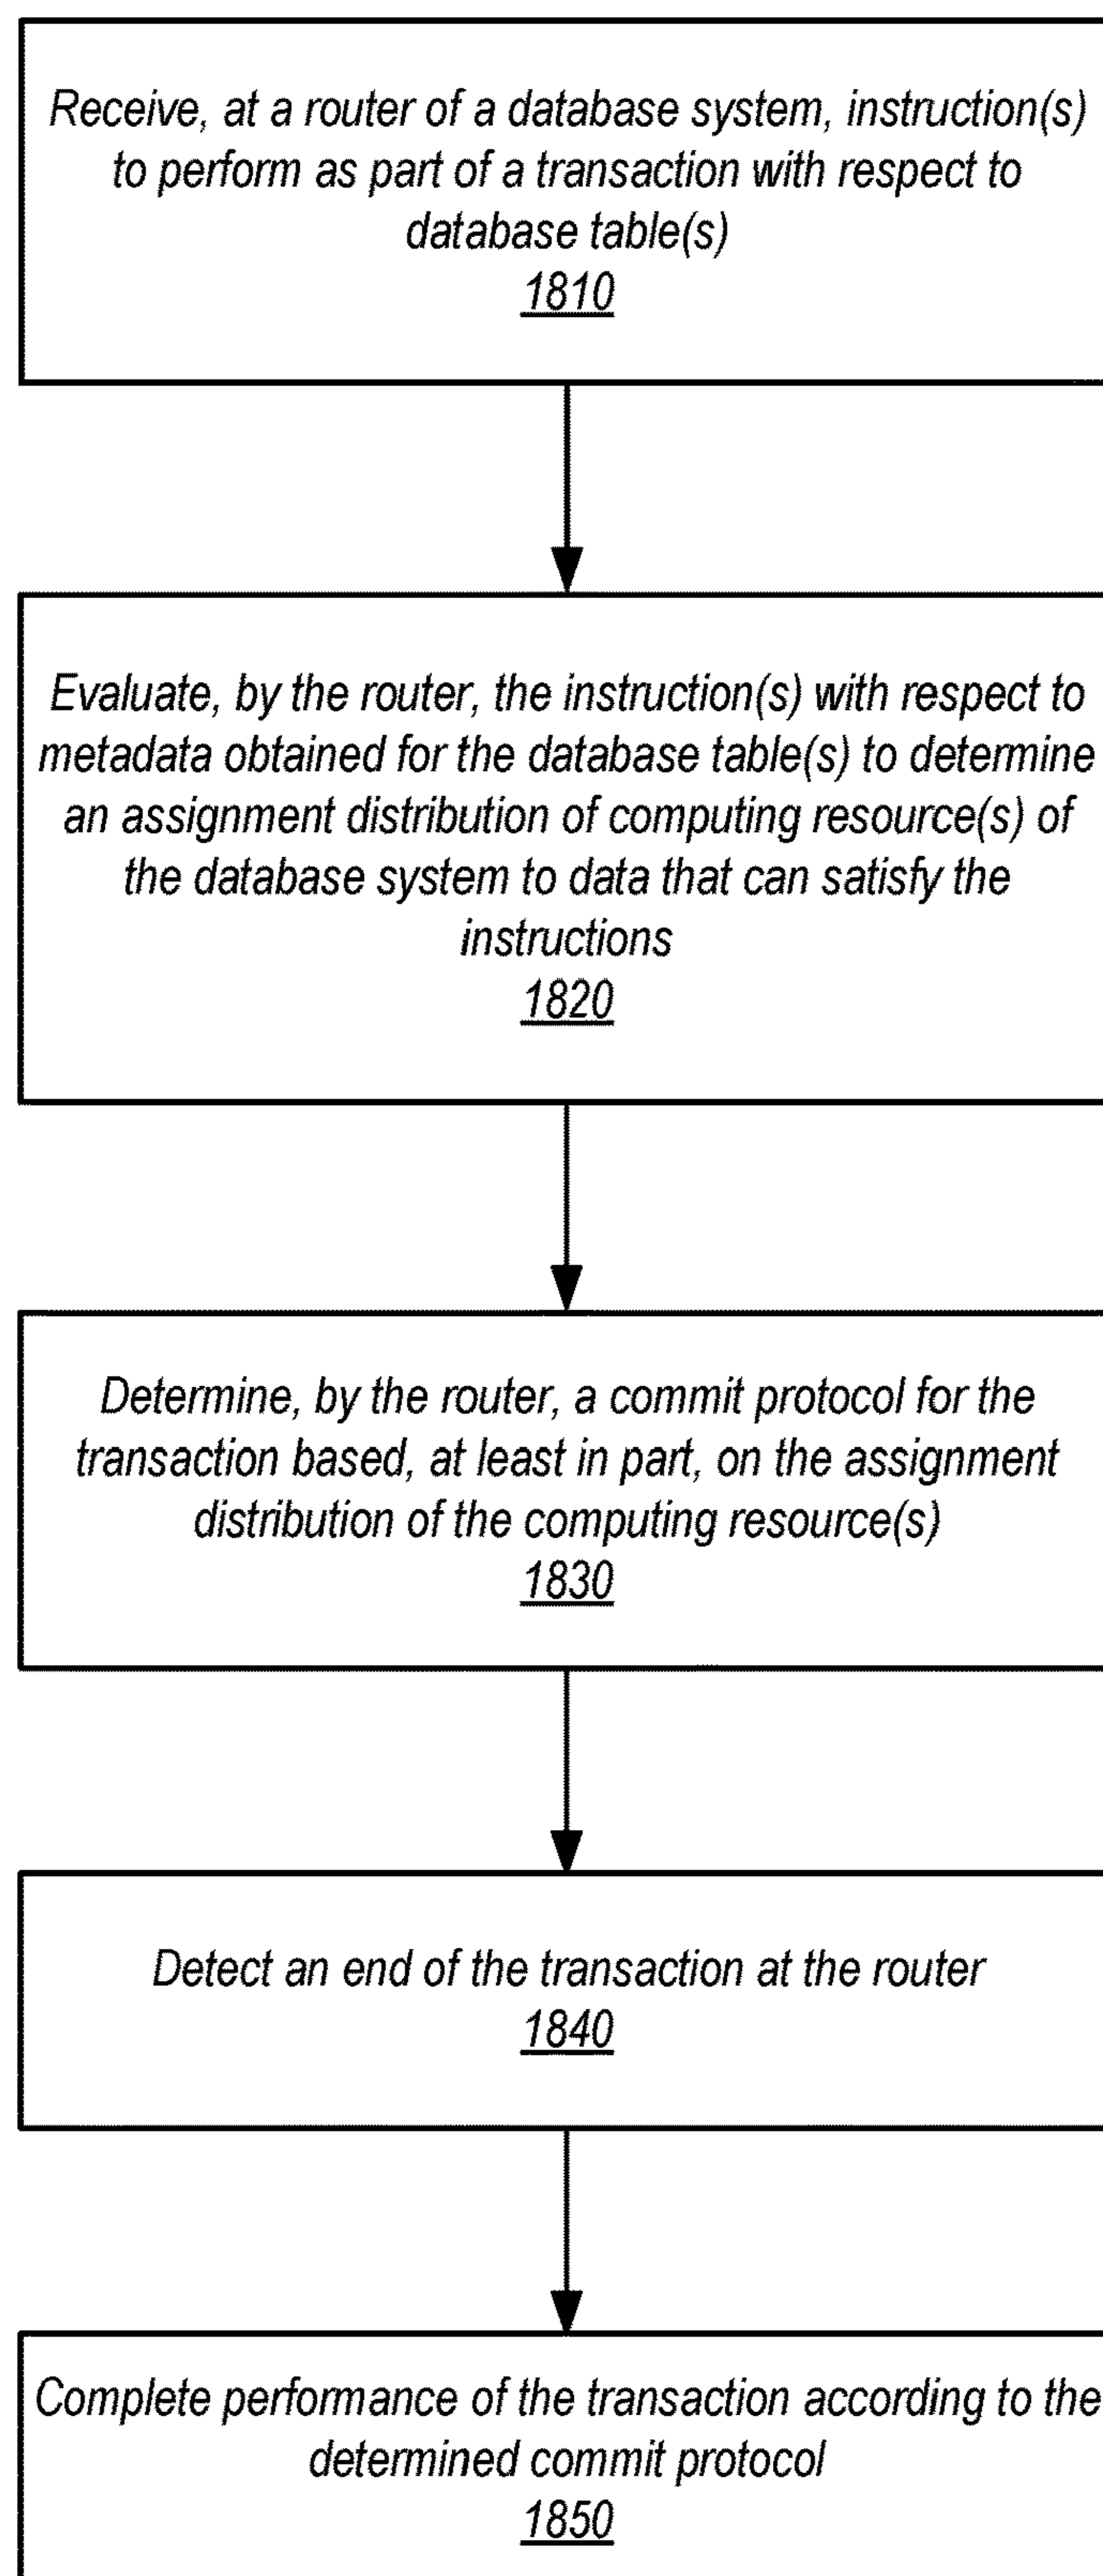 Receive, at a router of a database system, instruction(s)
to perform as part of a transaction with respect to
database table(s)
1810
Evaluate, by the router, the instruction(s) with respect to
metadata obtained for the database table(s) to determine
an assignment distribution of computing resource(s) of
the database system to data that can satisfy the
instructions
1820
Determine, by the router, a commit protocol for the
transaction based, at least in part, on the assignment
distribution of the computing resource(s)
1830
Detect an end of the transaction at the router
1840
Complete performance of the transaction according to the
determined commit protocol
1850